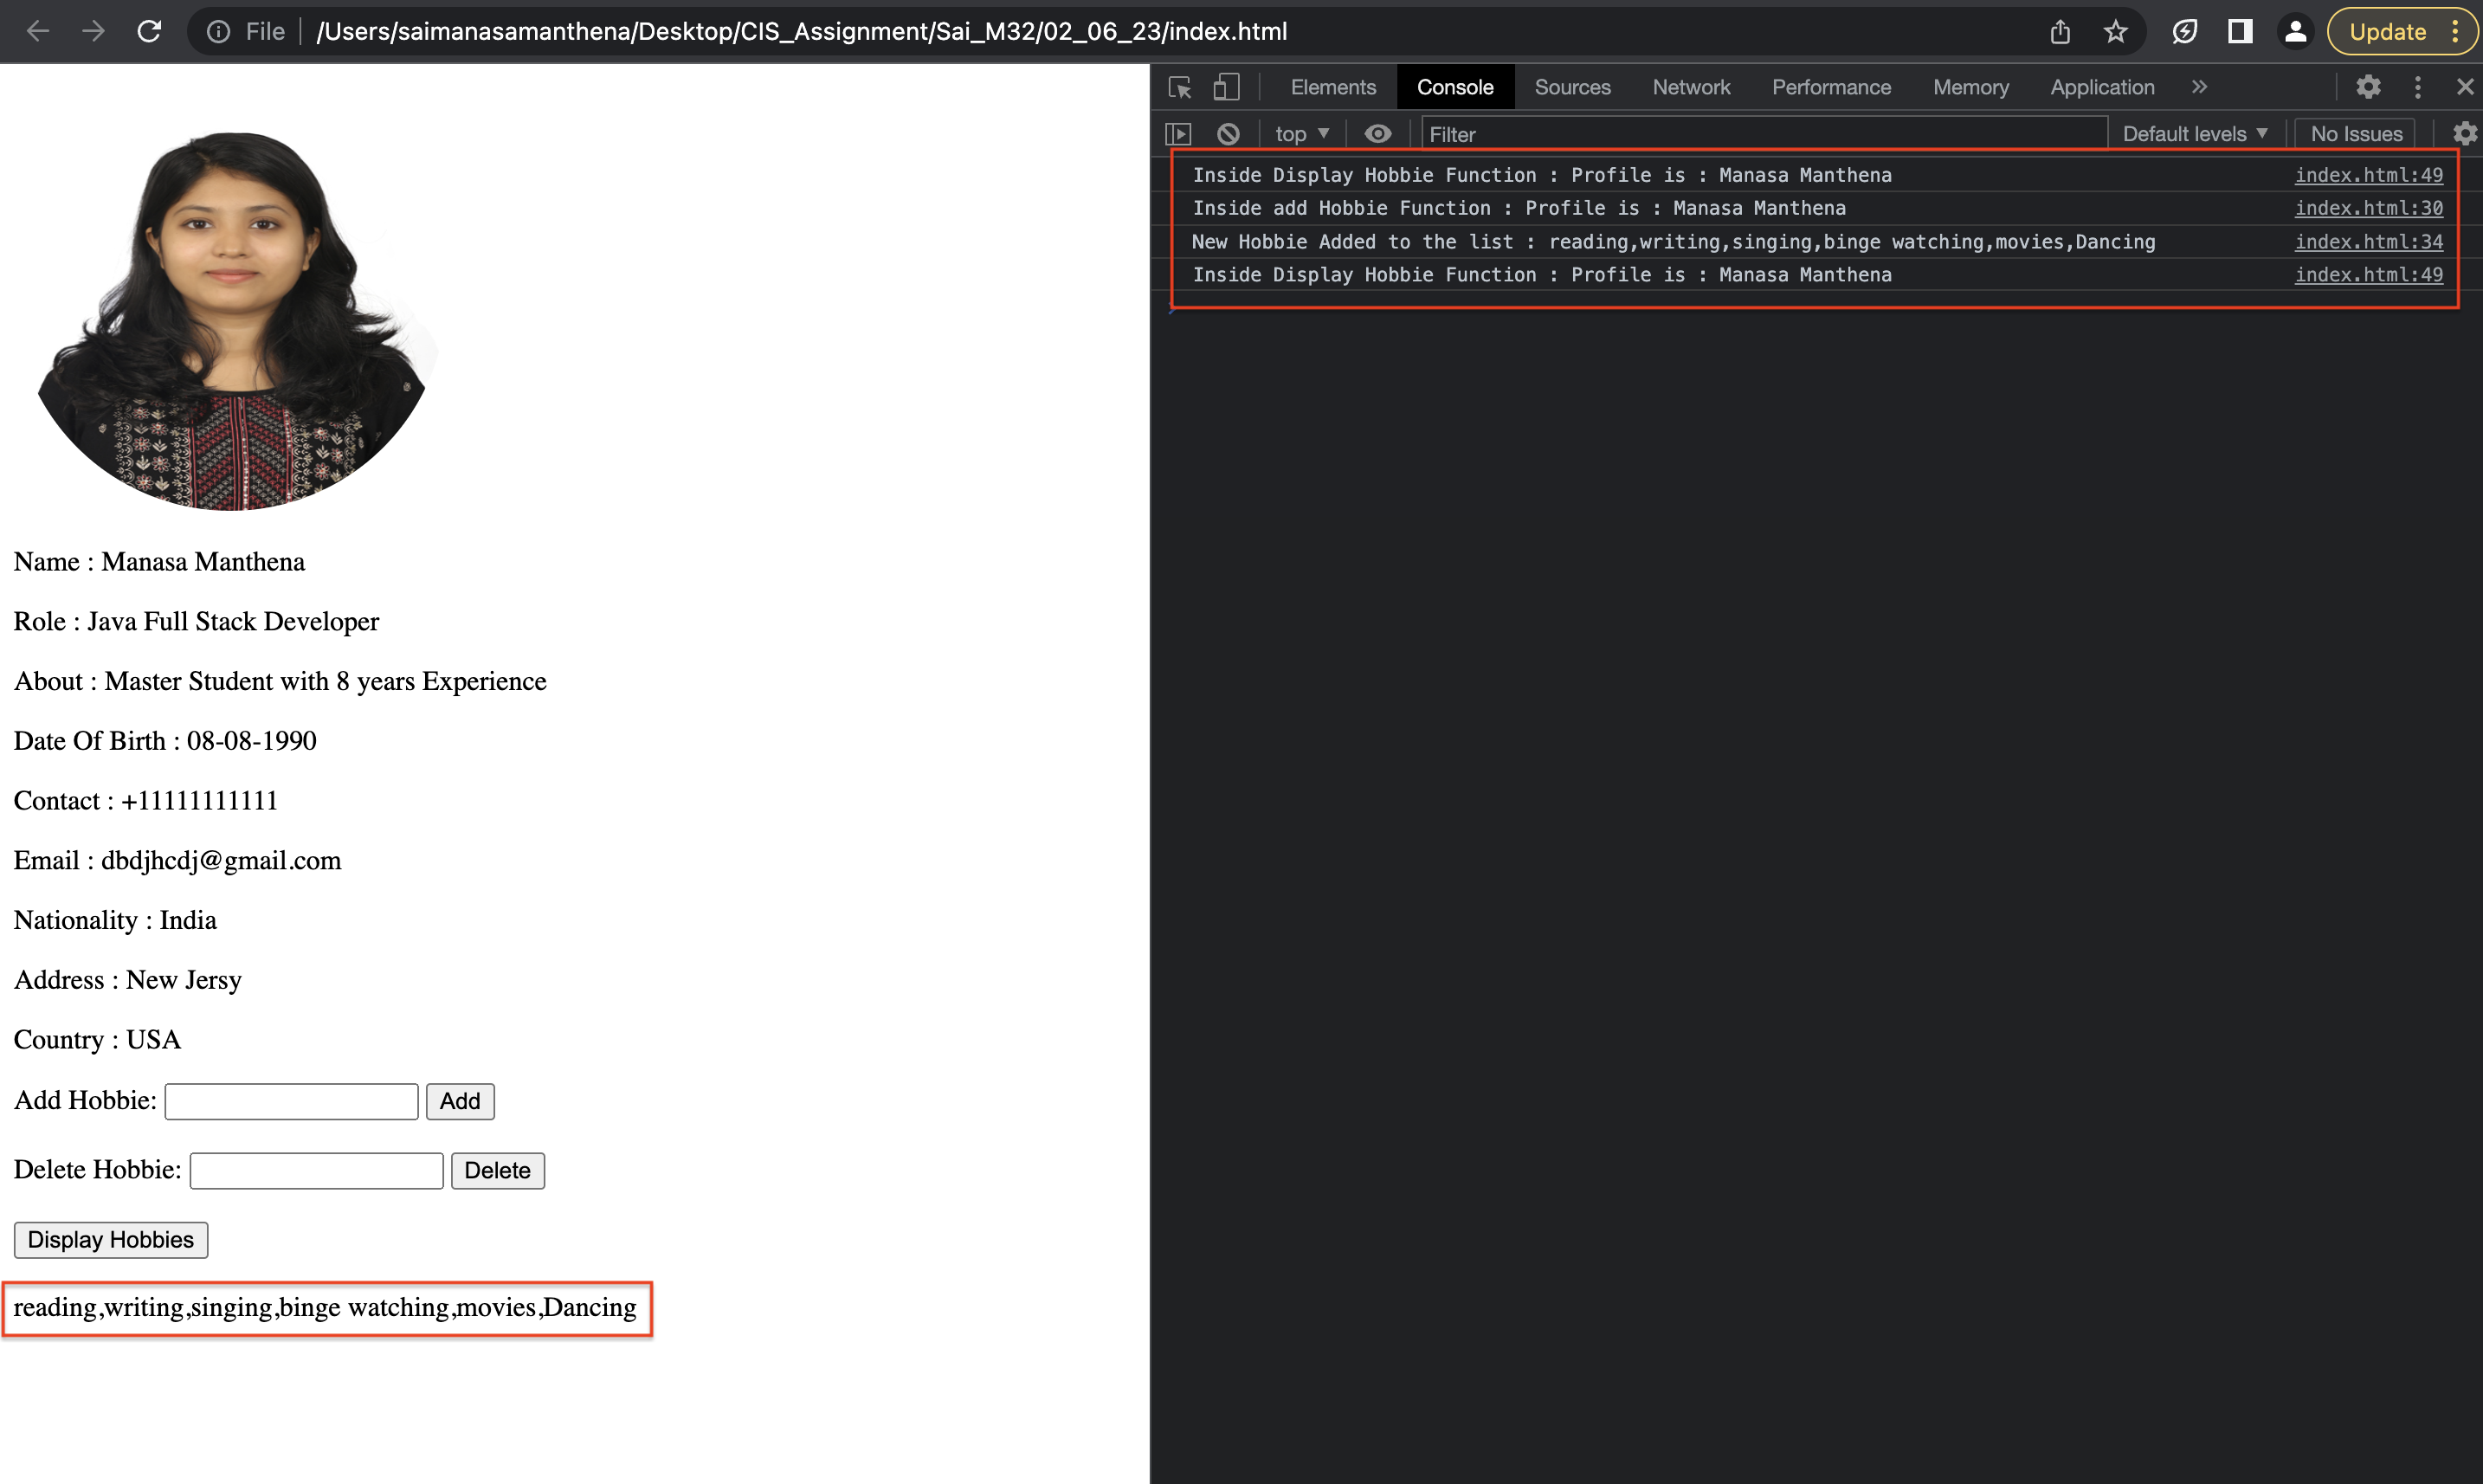 File | /Users/saimanasamanthena/Desktop/CIS_Assignment/Sai_M32/02_06_23/index.html
Update
Name : Manasa Manthena
Role : Java Full Stack Developer
About : Master Student with 8 years Experience
Date Of Birth : 08-08-1990
Contact : +11111111111
Email : dbdjhcdj@gmail.com
Nationality : India
Address : New Jersy
Country : USA
Add Hobbie: Add
Delete Hobbie: Delete
Display Hobbies
reading,writing,singing,binge watching,movies,Dancing
Elements Console Sources Network Performance Memory Application »
top ▼ Filter Default levels ▼ No Issues
Inside Display Hobbie Function : Profile is : Manasa Manthena index.html:49
Inside add Hobbie Function : Profile is : Manasa Manthena index.html:30
New Hobbie Added to the list : reading,writing,singing,binge watching,movies,Dancing index.html:34
Inside Display Hobbie Function : Profile is : Manasa Manthena index.html:49